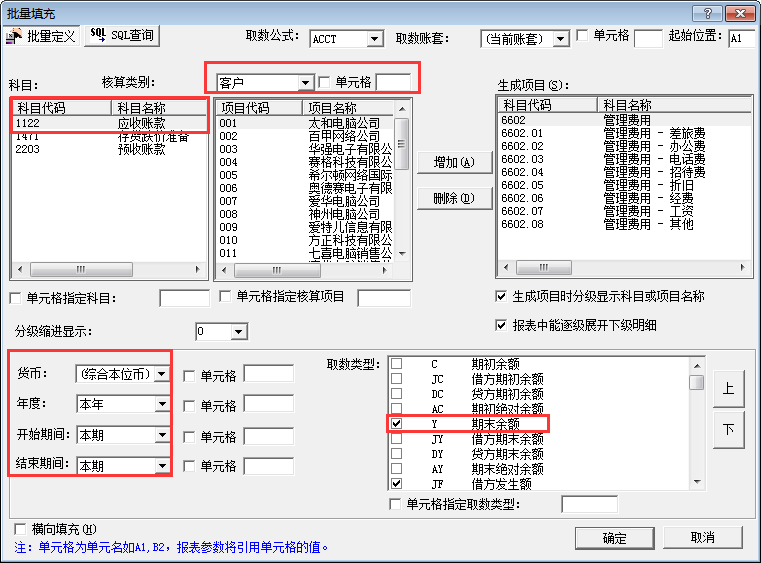 批量填充
批量定义 SQL SQL查询 取数公式: ACCT 取数账套: (当前账套) 单元格 起始位置: A1
科目: 核算类别: 客户 单元格 生成项目(S):
科目代码 科目名称
1122 应收账款
1471 存货跌价准备
2203 预收账款
项目代码 项目名称
001 太和电脑公司
002 百甲网络公司
003 华强电子有限公
004 赛格科技有限公
005 希尔顿网络国际
006 奥德赛电子有限
007 爱华电脑公司
008 神州电脑公司
009 爱特儿信息有限
010 方正科技有限公
011 七喜电脑销售公
增加(A)
删除(D)
科目代码 科目名称
6602 管理费用
6602.01 管理费用 - 差旅费
6602.02 管理费用 - 办公费
6602.03 管理费用 - 电话费
6602.04 管理费用 - 招待费
6602.05 管理费用 - 折旧
6602.06 管理费用 - 经费
6602.07 管理费用 - 工资
6602.08 管理费用 - 其他
单元格指定科目: 单元格指定核算项目 生成项目时分级显示科目或项目名称
分级缩进显示: 0 报表中能逐级展开下级明细
货币: (综合本位币) 单元格
年度: 本年 单元格
开始期间: 本期 单元格
结束期间: 本期 单元格
取数类型:
C 期初余额
JC 借方期初余额
DC 贷方期初余额
AC 期初绝对余额
Y 期末余额
JY 借方期末余额
DY 贷方期末余额
AY 期末绝对余额
JF 借方发生额
上
下
单元格指定取数类型:
横向填充(H)
注: 单元格为单元名如A1,B2, 报表参数将引用单元格的值。
确定 取消